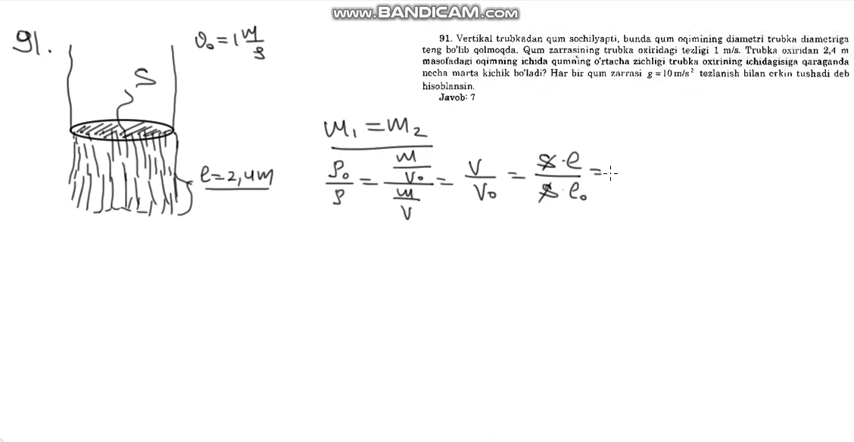 www.BANDICAM.com
91. Vertikal trubkadan qum sochilyapti, bunda qum oqimining diametri trubka diametriga
teng bo'lib qolmoqda. Qum zarrasining trubka oxiridagi tezligi 1 m/s. Trubka oxiridan 2,4 m
masofadagi oqimning ichida qumning o'rtacha zichligi trubka oxirining ichidagisiga qaraganda
necha marta kichik bo'ladi? Har bir qum zarrasi g = 10 m/s² tezlanish bilan erkin tushadi deb
hisoblansin.
Javob: 7
91.
υ₀ = 1 м/s
S
ℓ = 2,4 м
m₁ = m₂
ρ₀/ρ = (m/V₀)/(m/V) = V/V₀ = S·ℓ/S·ℓ₀ =